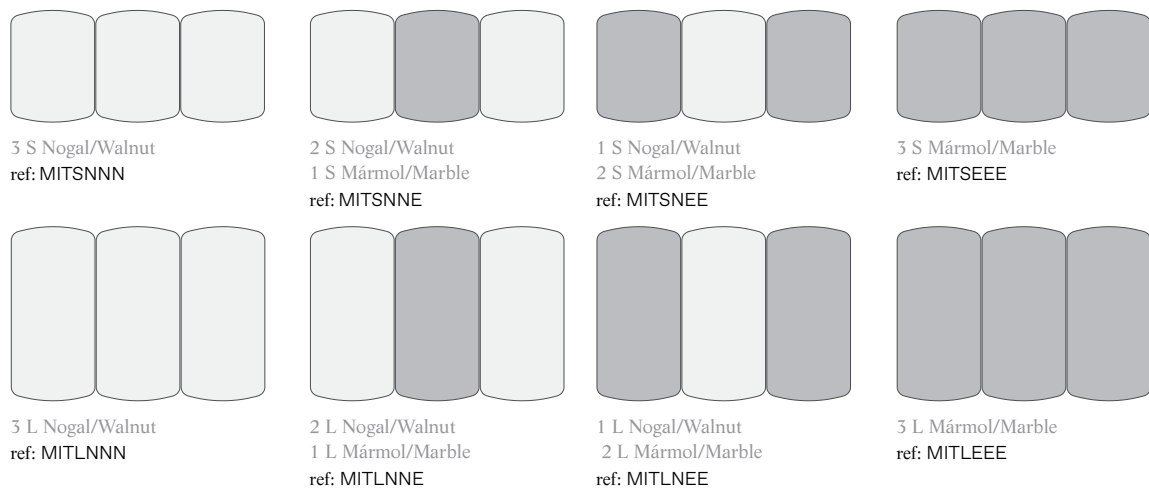 3 S Nogal/Walnut
ref: MITSNNN
2 S Nogal/Walnut
1 S Mármol/Marble
ref: MITSNNE
1 S Nogal/Walnut
2 S Mármol/Marble
ref: MITSNEE
3 S Mármol/Marble
ref: MITSEEE
3 L Nogal/Walnut
ref: MITLNNN
2 L Nogal/Walnut
1 L Mármol/Marble
ref: MITLNNE
1 L Nogal/Walnut
2 L Mármol/Marble
ref: MITLNEE
3 L Mármol/Marble
ref: MITLEEE